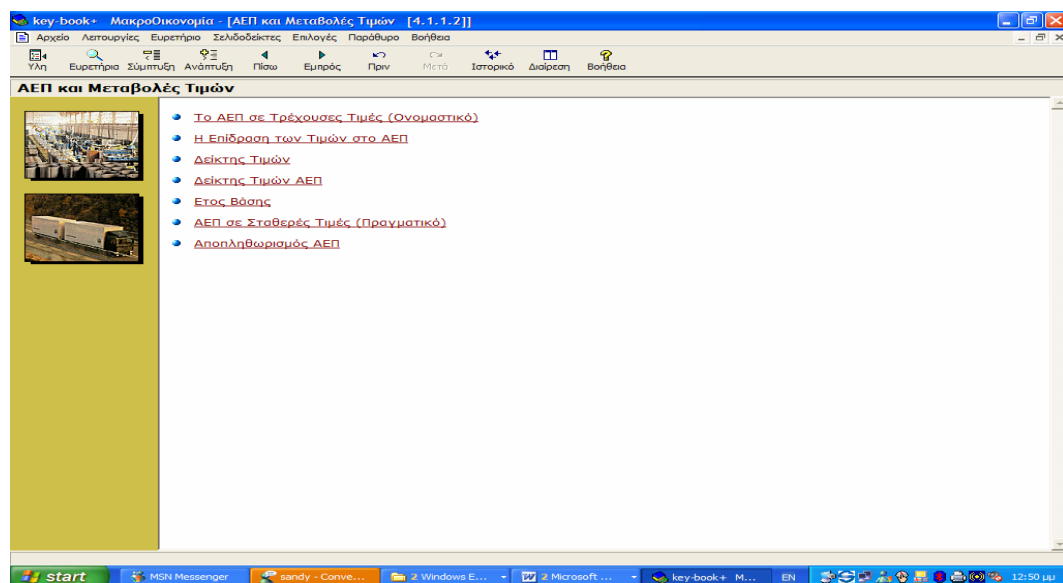 key-book+ ΜακροΟικονομία - [ΑΕΠ και Μεταβολές Τιμών [4.1.1.2]]
Αρχείο Λειτουργίες Ευρετήριο Σελιδοδείκτες Επιλογές Παράθυρο Βοήθεια
Ύλη Ευρετήριο Σύμπτυξη Ανάπτυξη Πίσω Εμπρός Πριν Μετά Ιστορικό Διαίρεση Βοήθεια
ΑΕΠ και Μεταβολές Τιμών
Το ΑΕΠ σε Τρέχουσες Τιμές (Ονομαστικό)
Η Επίδραση των Τιμών στο ΑΕΠ
Δείκτης Τιμών
Δείκτης Τιμών ΑΕΠ
Ετος Βάσης
ΑΕΠ σε Σταθερές Τιμές (Πραγματικό)
Αποπληθωρισμός ΑΕΠ
start MSN Messenger sandy - Conve... 2 Windows E... 2 Microsoft ... key-book+ Μ... EN 12:50 μμ